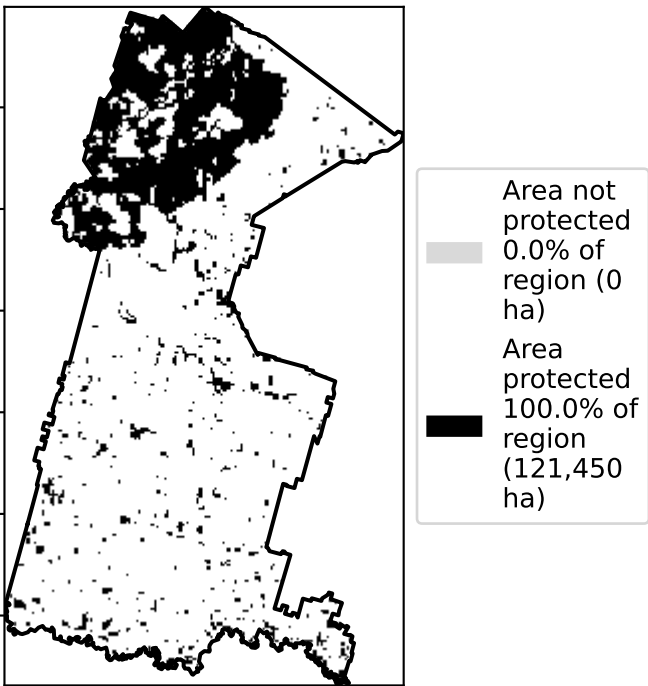 Area not
protected
0.0% of
region (0
ha)
Area
protected
100.0% of
region
(121,450
ha)